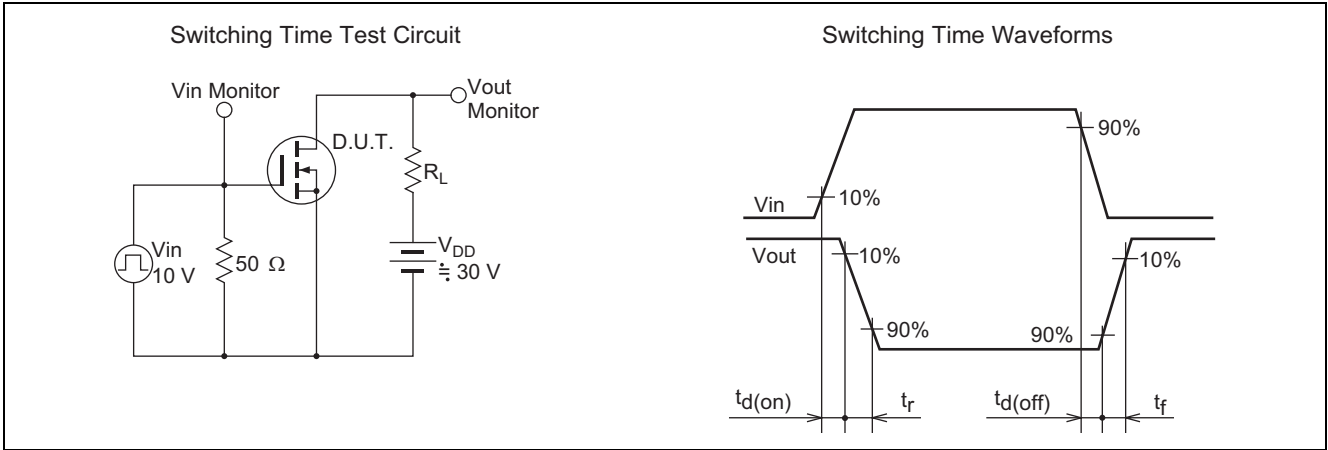 Switching Time Test Circuit
Vin Monitor
Vout
Monitor
D.U.T.
RL
Vin
10 V
50 Ω
VDD
≒ 30 V
Switching Time Waveforms
Vin
10%
90%
Vout
10%
90%
90%
10%
td(on)
tr
td(off)
tf